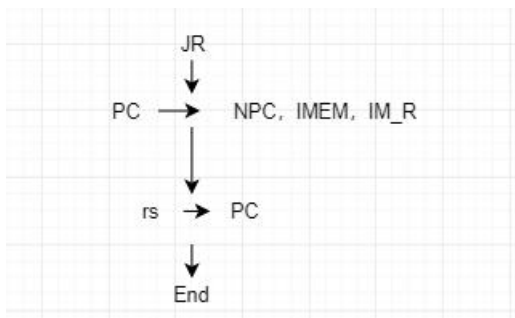 JR
PC NPC, IMEM, IM_R
rs PC
End